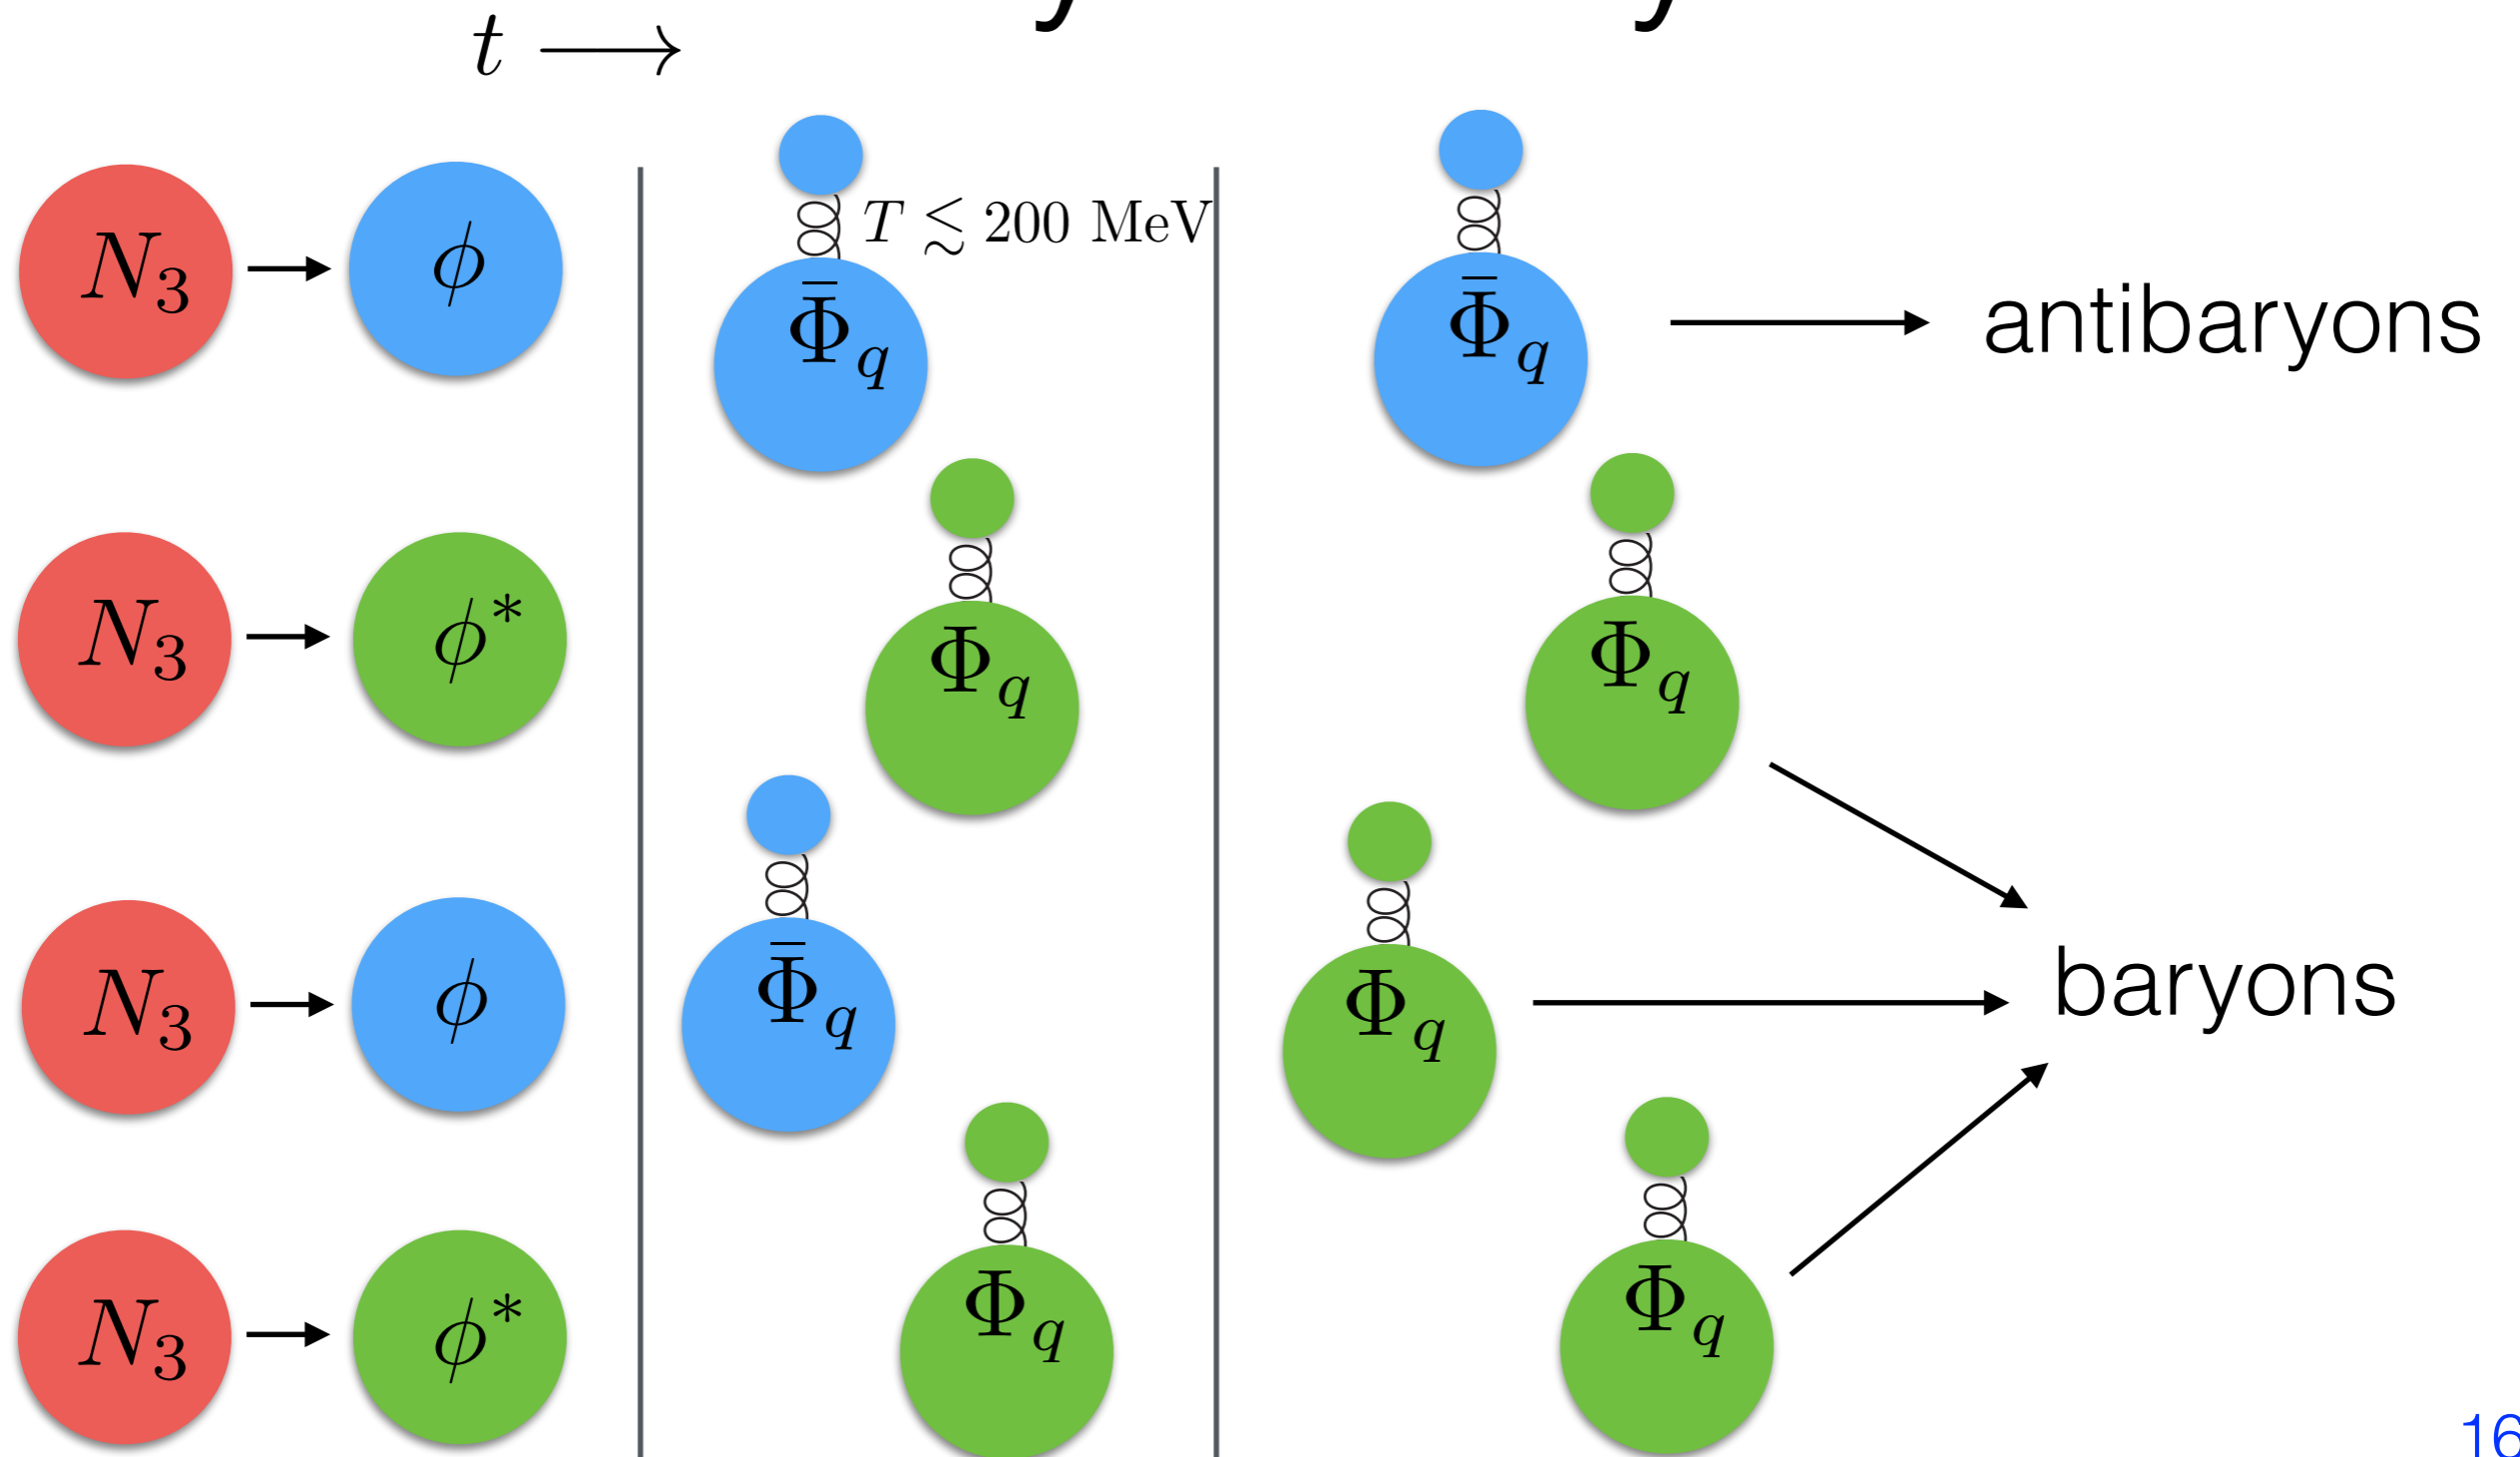 t →
T ≲ 200 MeV
N₃ → ϕ
Φ̄q
Φ̄q
antibaryons
N₃ → ϕ*
Φq
Φq
N₃ → ϕ
Φ̄q
Φq
baryons
N₃ → ϕ*
Φq
Φq
16